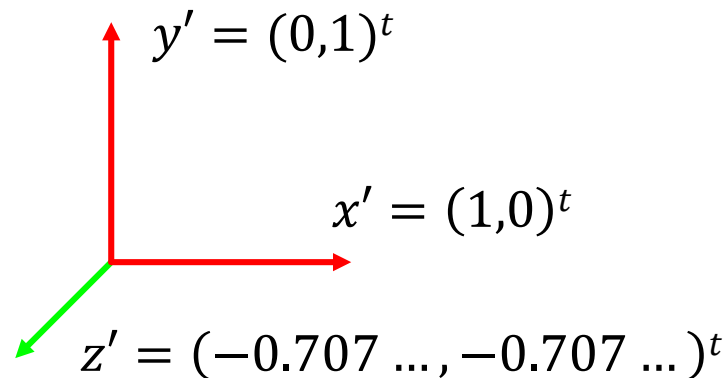 y′ = (0,1)ᵗ
x′ = (1,0)ᵗ
z′ = (−0.707 … , −0.707 … )ᵗ